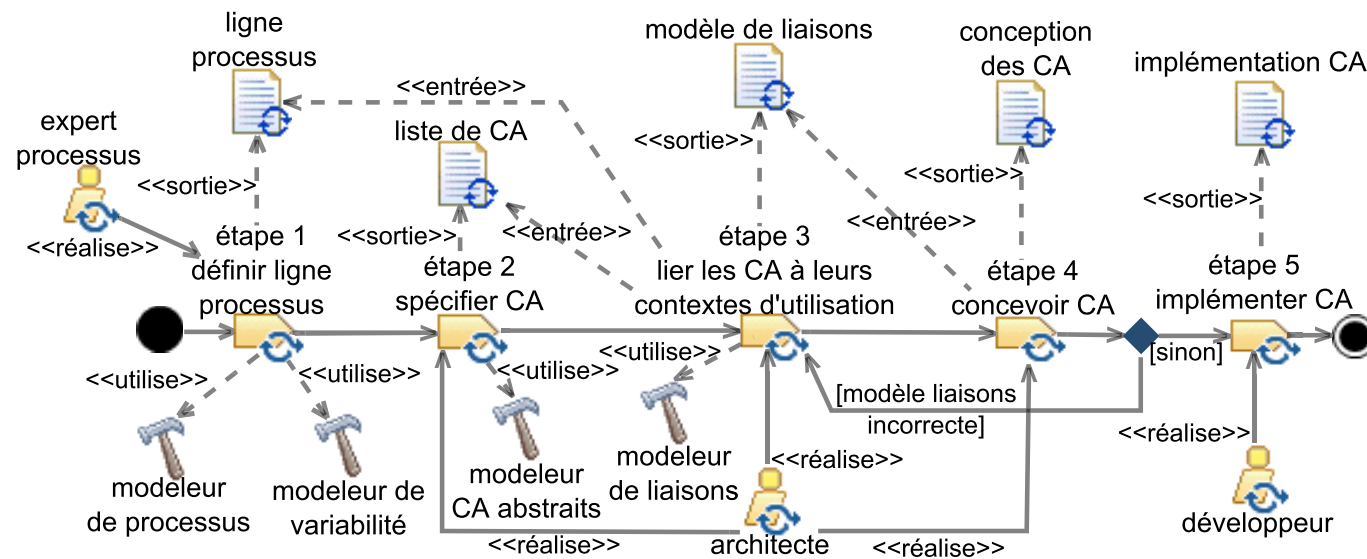 ligne
processus
modèle de liaisons
conception
des CA
implémentation CA
<<entrée>>
liste de CA
expert
processus
<<sortie>>
<<sortie>>
<<sortie>>
<<sortie>>
<<réalise>>
étape 1
définir ligne
processus
<<sortie>>
étape 2
spécifier CA
<<entrée>>
étape 3
lier les CA à leurs
contextes d'utilisation
<<entrée>>
étape 4
concevoir CA
étape 5
implémenter CA
[sinon]
<<utilise>>
<<utilise>>
<<utilise>>
<<utilise>>
[modèle liaisons
incorrecte]
<<réalise>>
<<réalise>>
modeleur
de processus
modeleur de
variabilité
modeleur
CA abstraits
modeleur
de liaisons
développeur
<<réalise>>
architecte
<<réalise>>